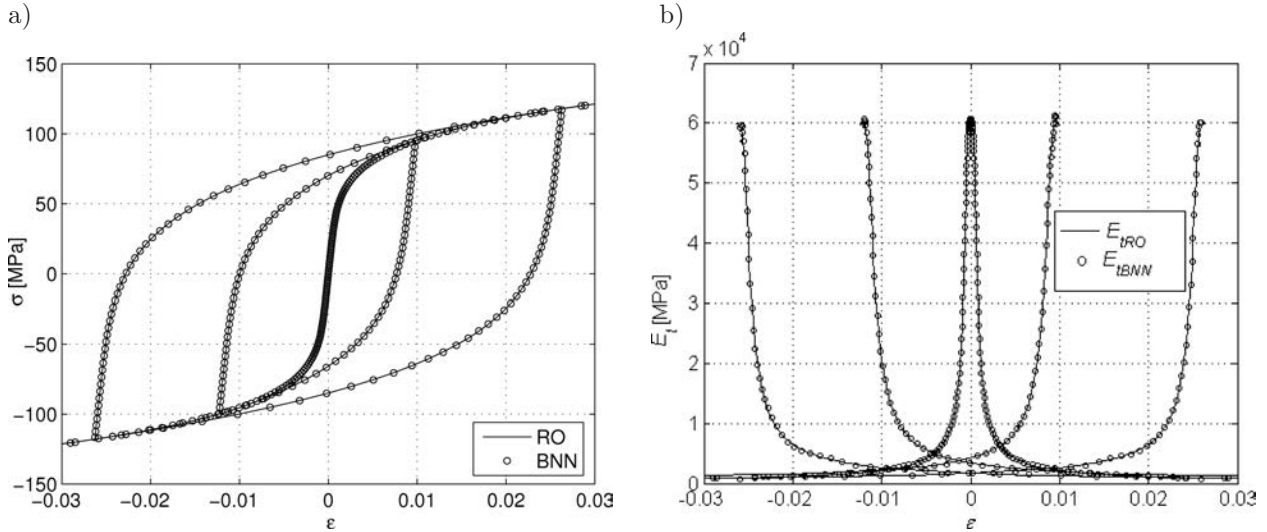 a)
150
100
50
0
−50
−100
−150
−0.03
−0.02
−0.01
0
0.01
0.02
0.03
σ [MPa]
ε
RO
BNN
b)
7 × 10⁴
6
5
4
3
2
1
0
-0.03
-0.02
-0.01
0
0.01
0.02
0.03
E_t [MPa]
ε
E_tRO
E_tBNN